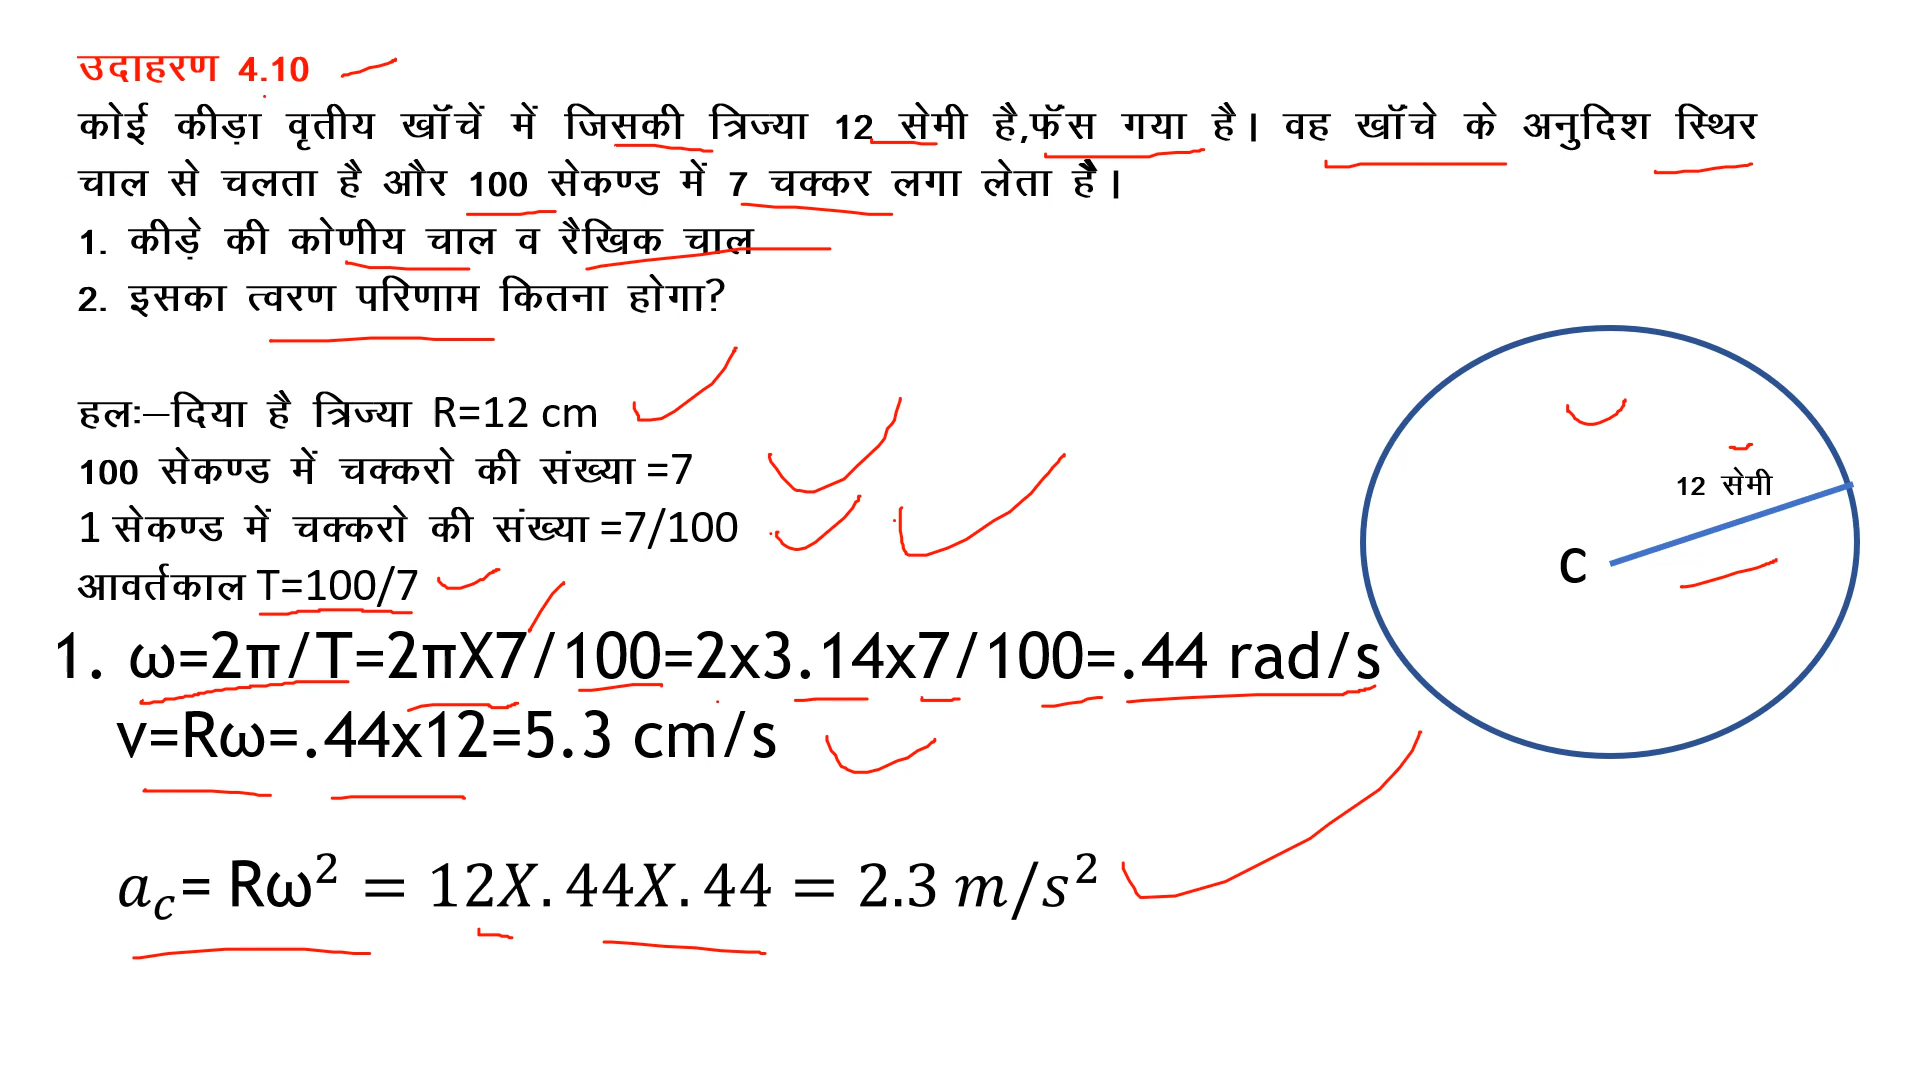 उदाहरण 4.10
कोई कीड़ा वृतीय खॉचें में जिसकी त्रिज्या 12 सेमी है,फॅस गया है। वह खॉचे के अनुदिश स्थिर
चाल से चलता है और 100 सेकण्ड में 7 चक्कर लगा लेता है।
1. कीड़े की कोणीय चाल व रैखिक चाल
2. इसका त्वरण परिणाम कितना होगा?
हलः–दिया है त्रिज्या R=12 cm
100 सेकण्ड में चक्करो की संख्या =7
1 सेकण्ड में चक्करो की संख्या =7/100
आवर्तकाल T=100/7
1. ω=2π/T=2πX7/100=2x3.14x7/100=.44 rad/s
v=Rω=.44x12=5.3 cm/s
a_c= Rω² = 12X.44X.44 = 2.3 m/s²
12 सेमी
C